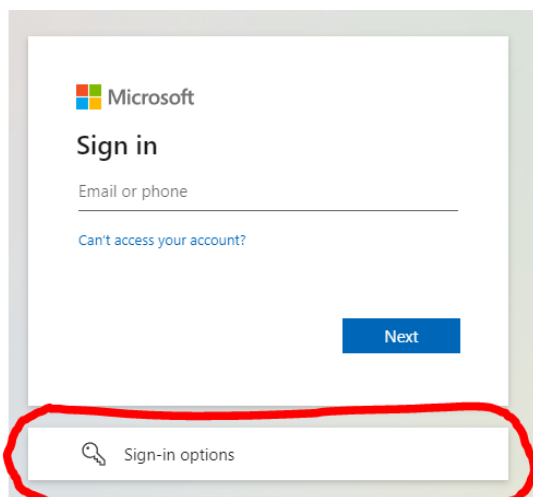 Microsoft
Sign in
Email or phone
Can't access your account?
Next
Sign-in options